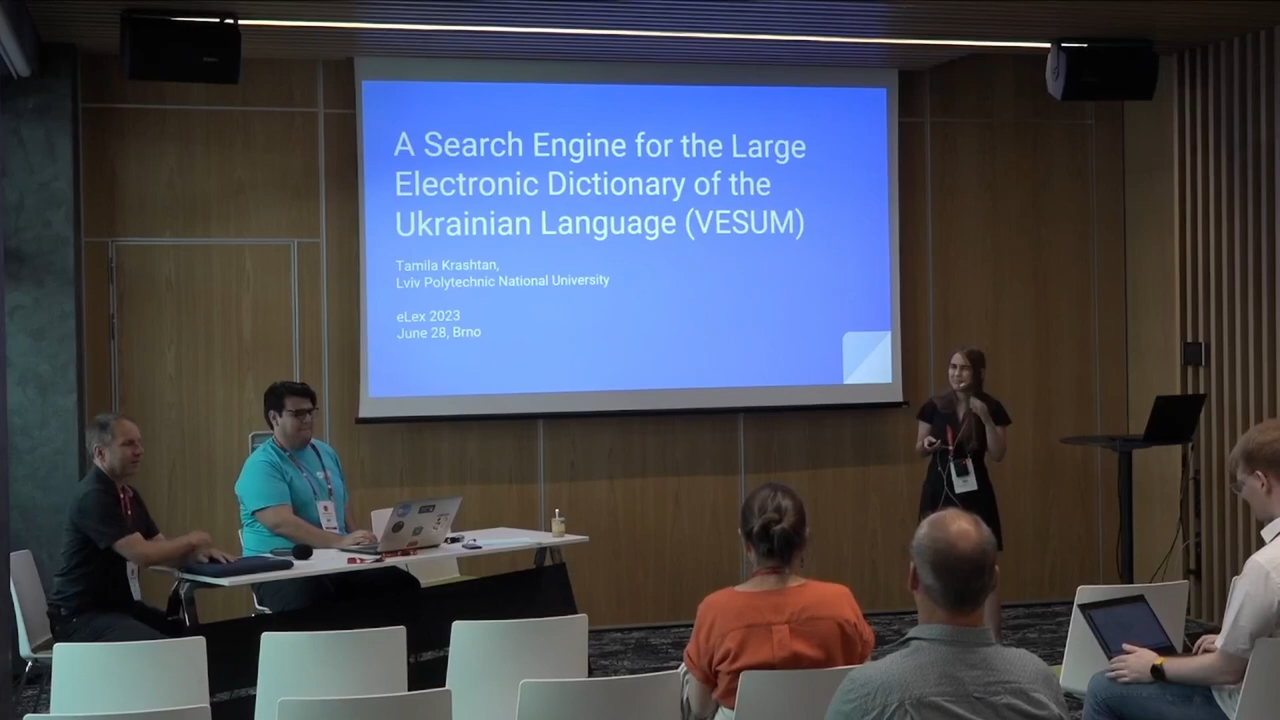 A Search Engine for the Large
Electronic Dictionary of the
Ukrainian Language (VESUM)
Tamila Krashtan,
Lviv Polytechnic National University
eLex 2023
June 28, Brno